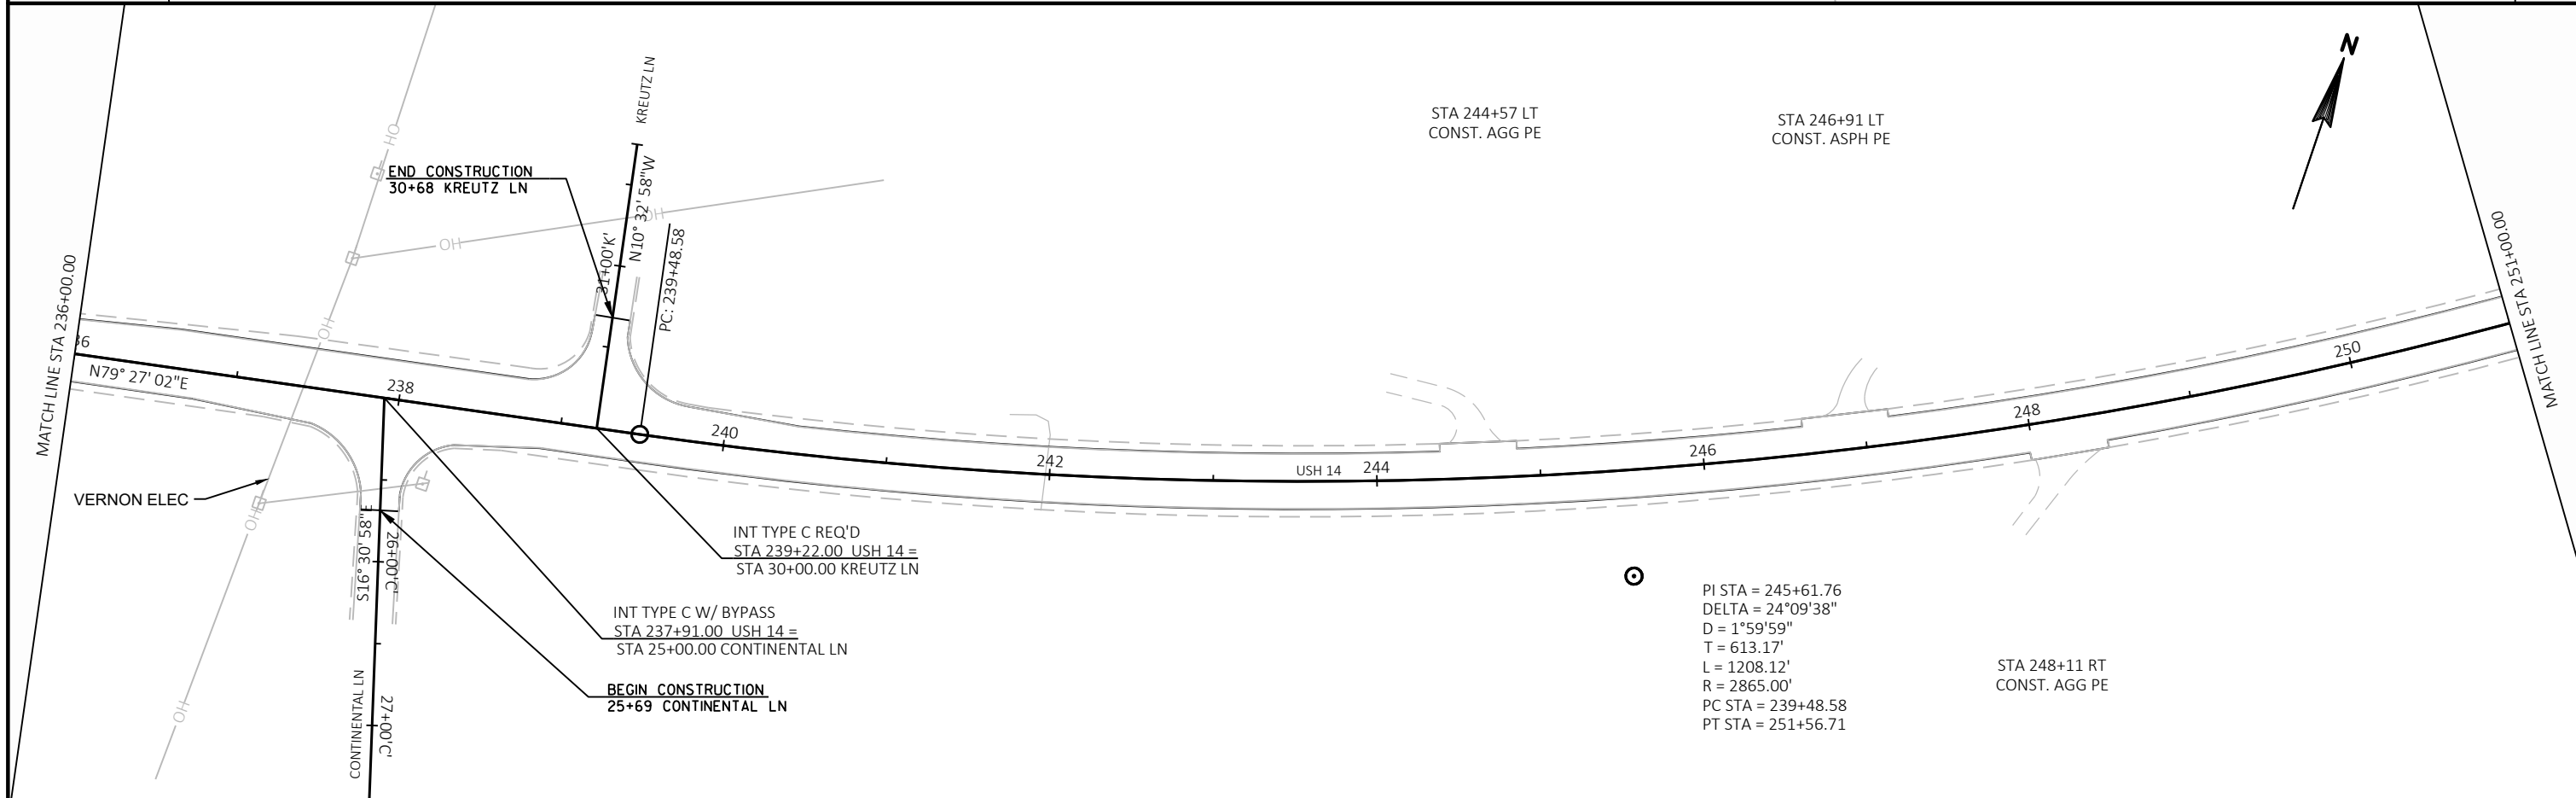 N
KREUTZ LN
STA 244+57 LT
CONST. AGG PE
STA 246+91 LT
CONST. ASPH PE
OH
END CONSTRUCTION
30+68 KREUTZ LN
N10° 32' 58"W
OH
OH
31+00'K'
PC: 239+48.58
MATCH LINE STA 236+00.00
MATCH LINE STA 251+00.00
OH
36
N79° 27' 02"E
238
240
242
USH 14
244
246
248
250
VERNON ELEC
OH
S16° 30' 58"E
26+00'C'
INT TYPE C REQ'D
STA 239+22.00 USH 14 =
STA 30+00.00 KREUTZ LN
INT TYPE C W/ BYPASS
STA 237+91.00 USH 14 =
STA 25+00.00 CONTINENTAL LN
BEGIN CONSTRUCTION
25+69 CONTINENTAL LN
CONTINENTAL LN
27+00'C'
OH
PI STA = 245+61.76
DELTA = 24°09'38"
D = 1°59'59"
T = 613.17'
L = 1208.12'
R = 2865.00'
PC STA = 239+48.58
PT STA = 251+56.71
STA 248+11 RT
CONST. AGG PE